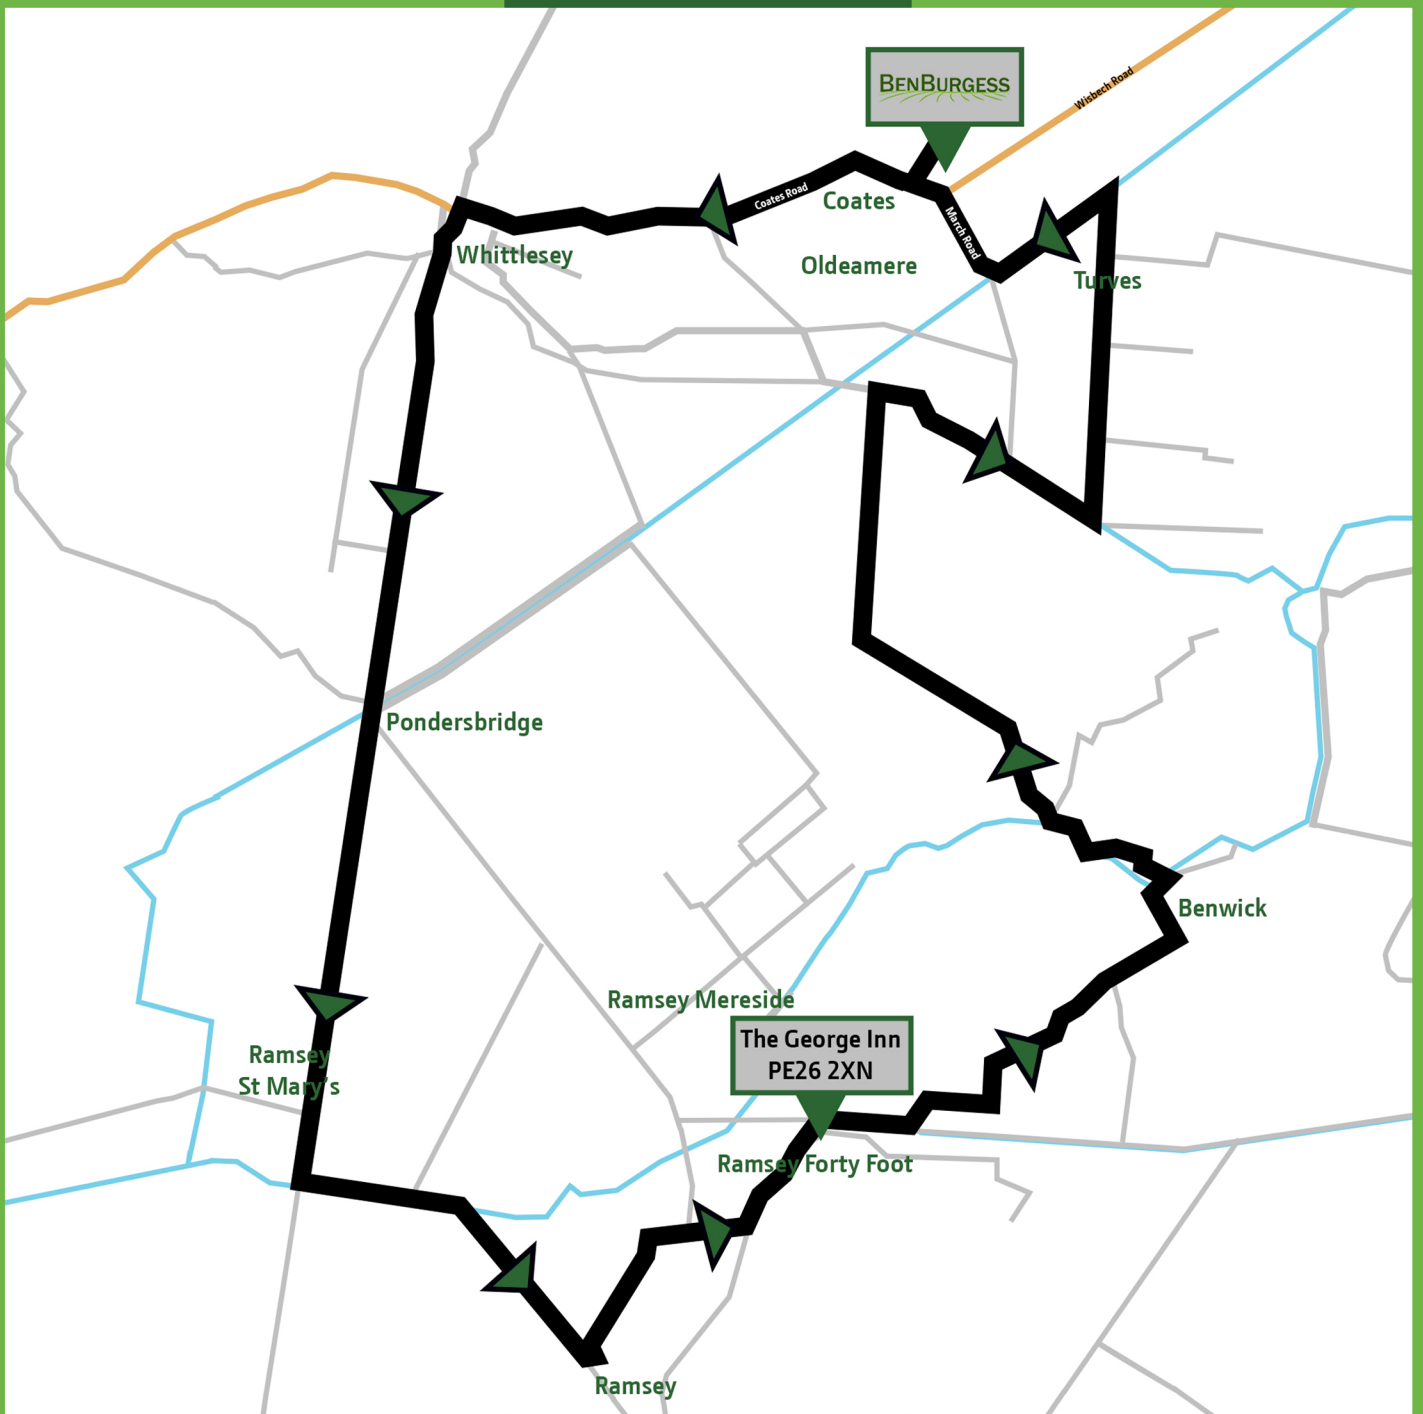 BENBURGESS
Wisbech Road
Coates Road
Coates
March Road
Whittlesey
Oldeamere
Turves
Pondersbridge
Benwick
Ramsey Mereside
The George Inn
PE26 2XN
Ramsey
St Mary's
Ramsey Forty Foot
Ramsey